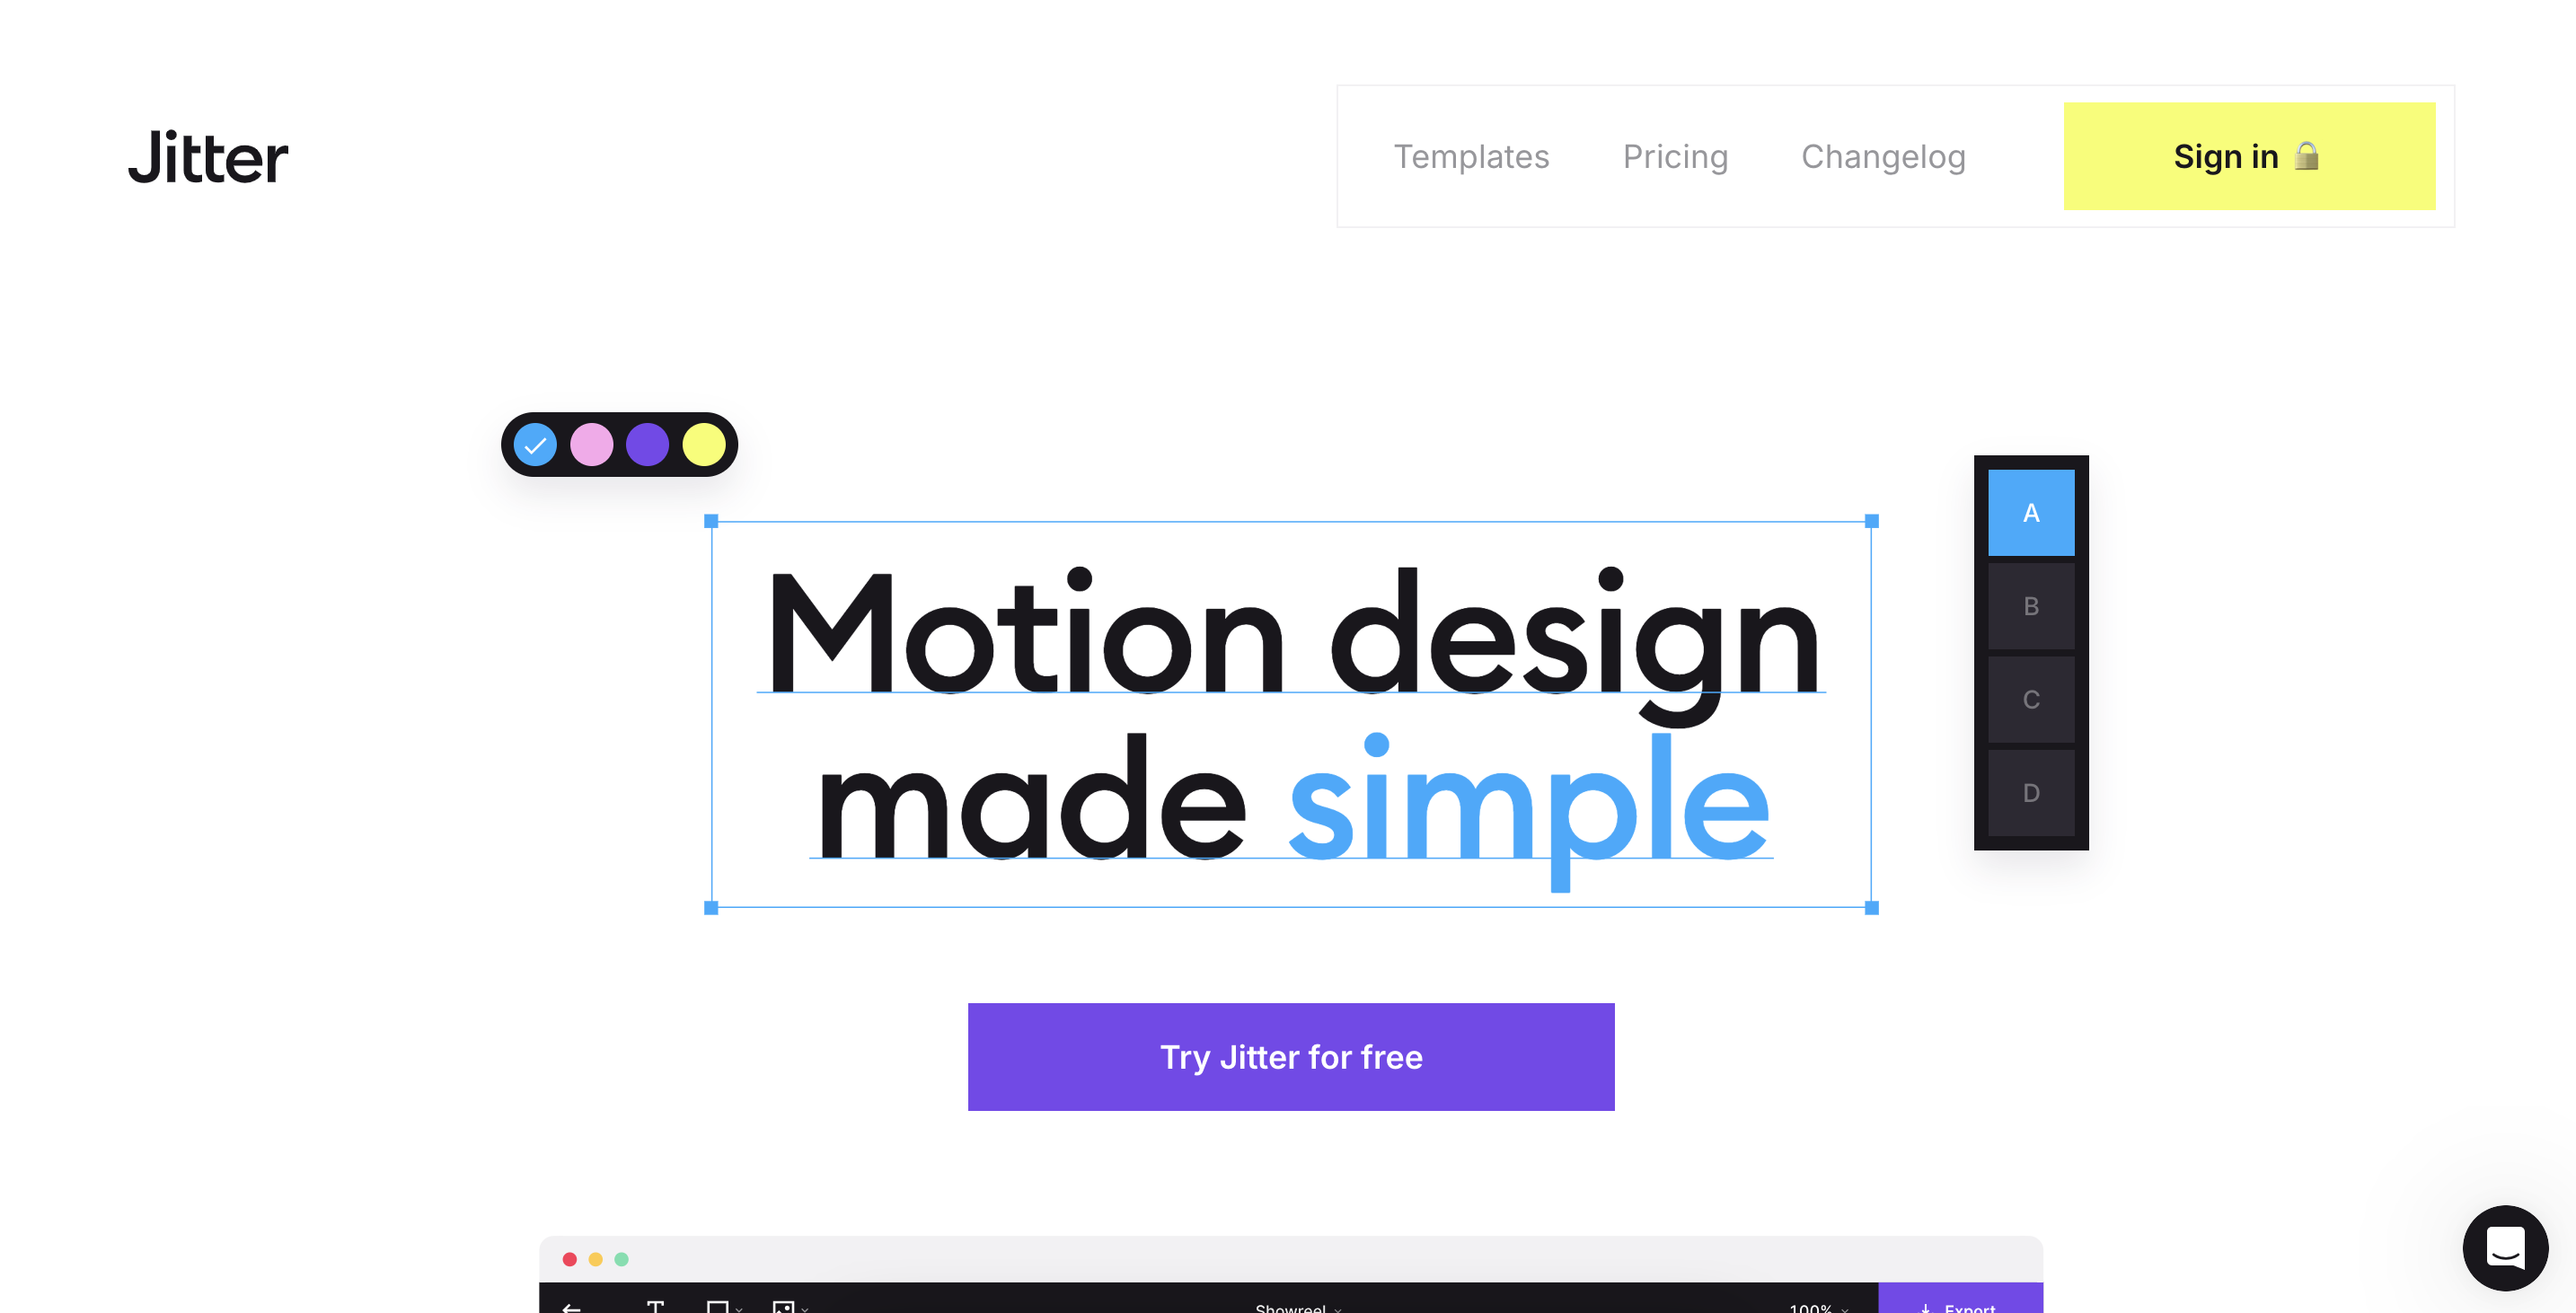 Jitter
Templates Pricing Changelog Sign in 🔒
A
B
C
D
Motion design
made simple
Try Jitter for free
Showreel 100% Export